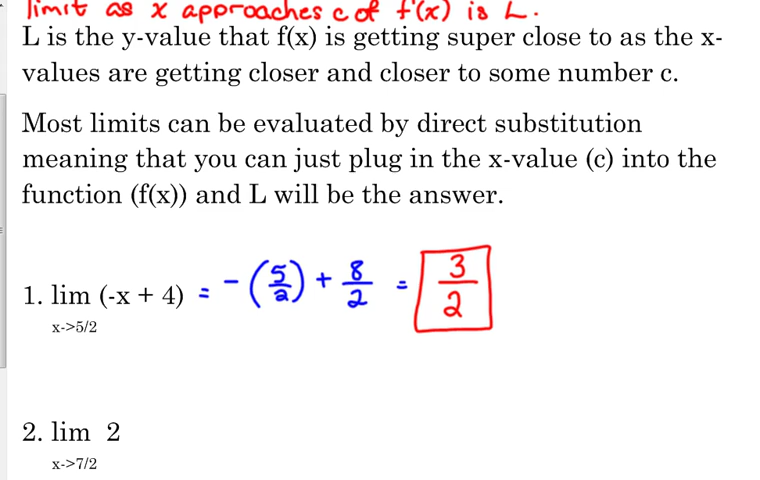 limit as x approaches c of f(x) is L.
L is the y-value that f(x) is getting super close to as the x-
values are getting closer and closer to some number c.
Most limits can be evaluated by direct substitution
meaning that you can just plug in the x-value (c) into the
function (f(x)) and L will be the answer.
1. lim (-x + 4) = - (5/2) + 8/2 = 3/2
x->5/2
2. lim 2
x->7/2